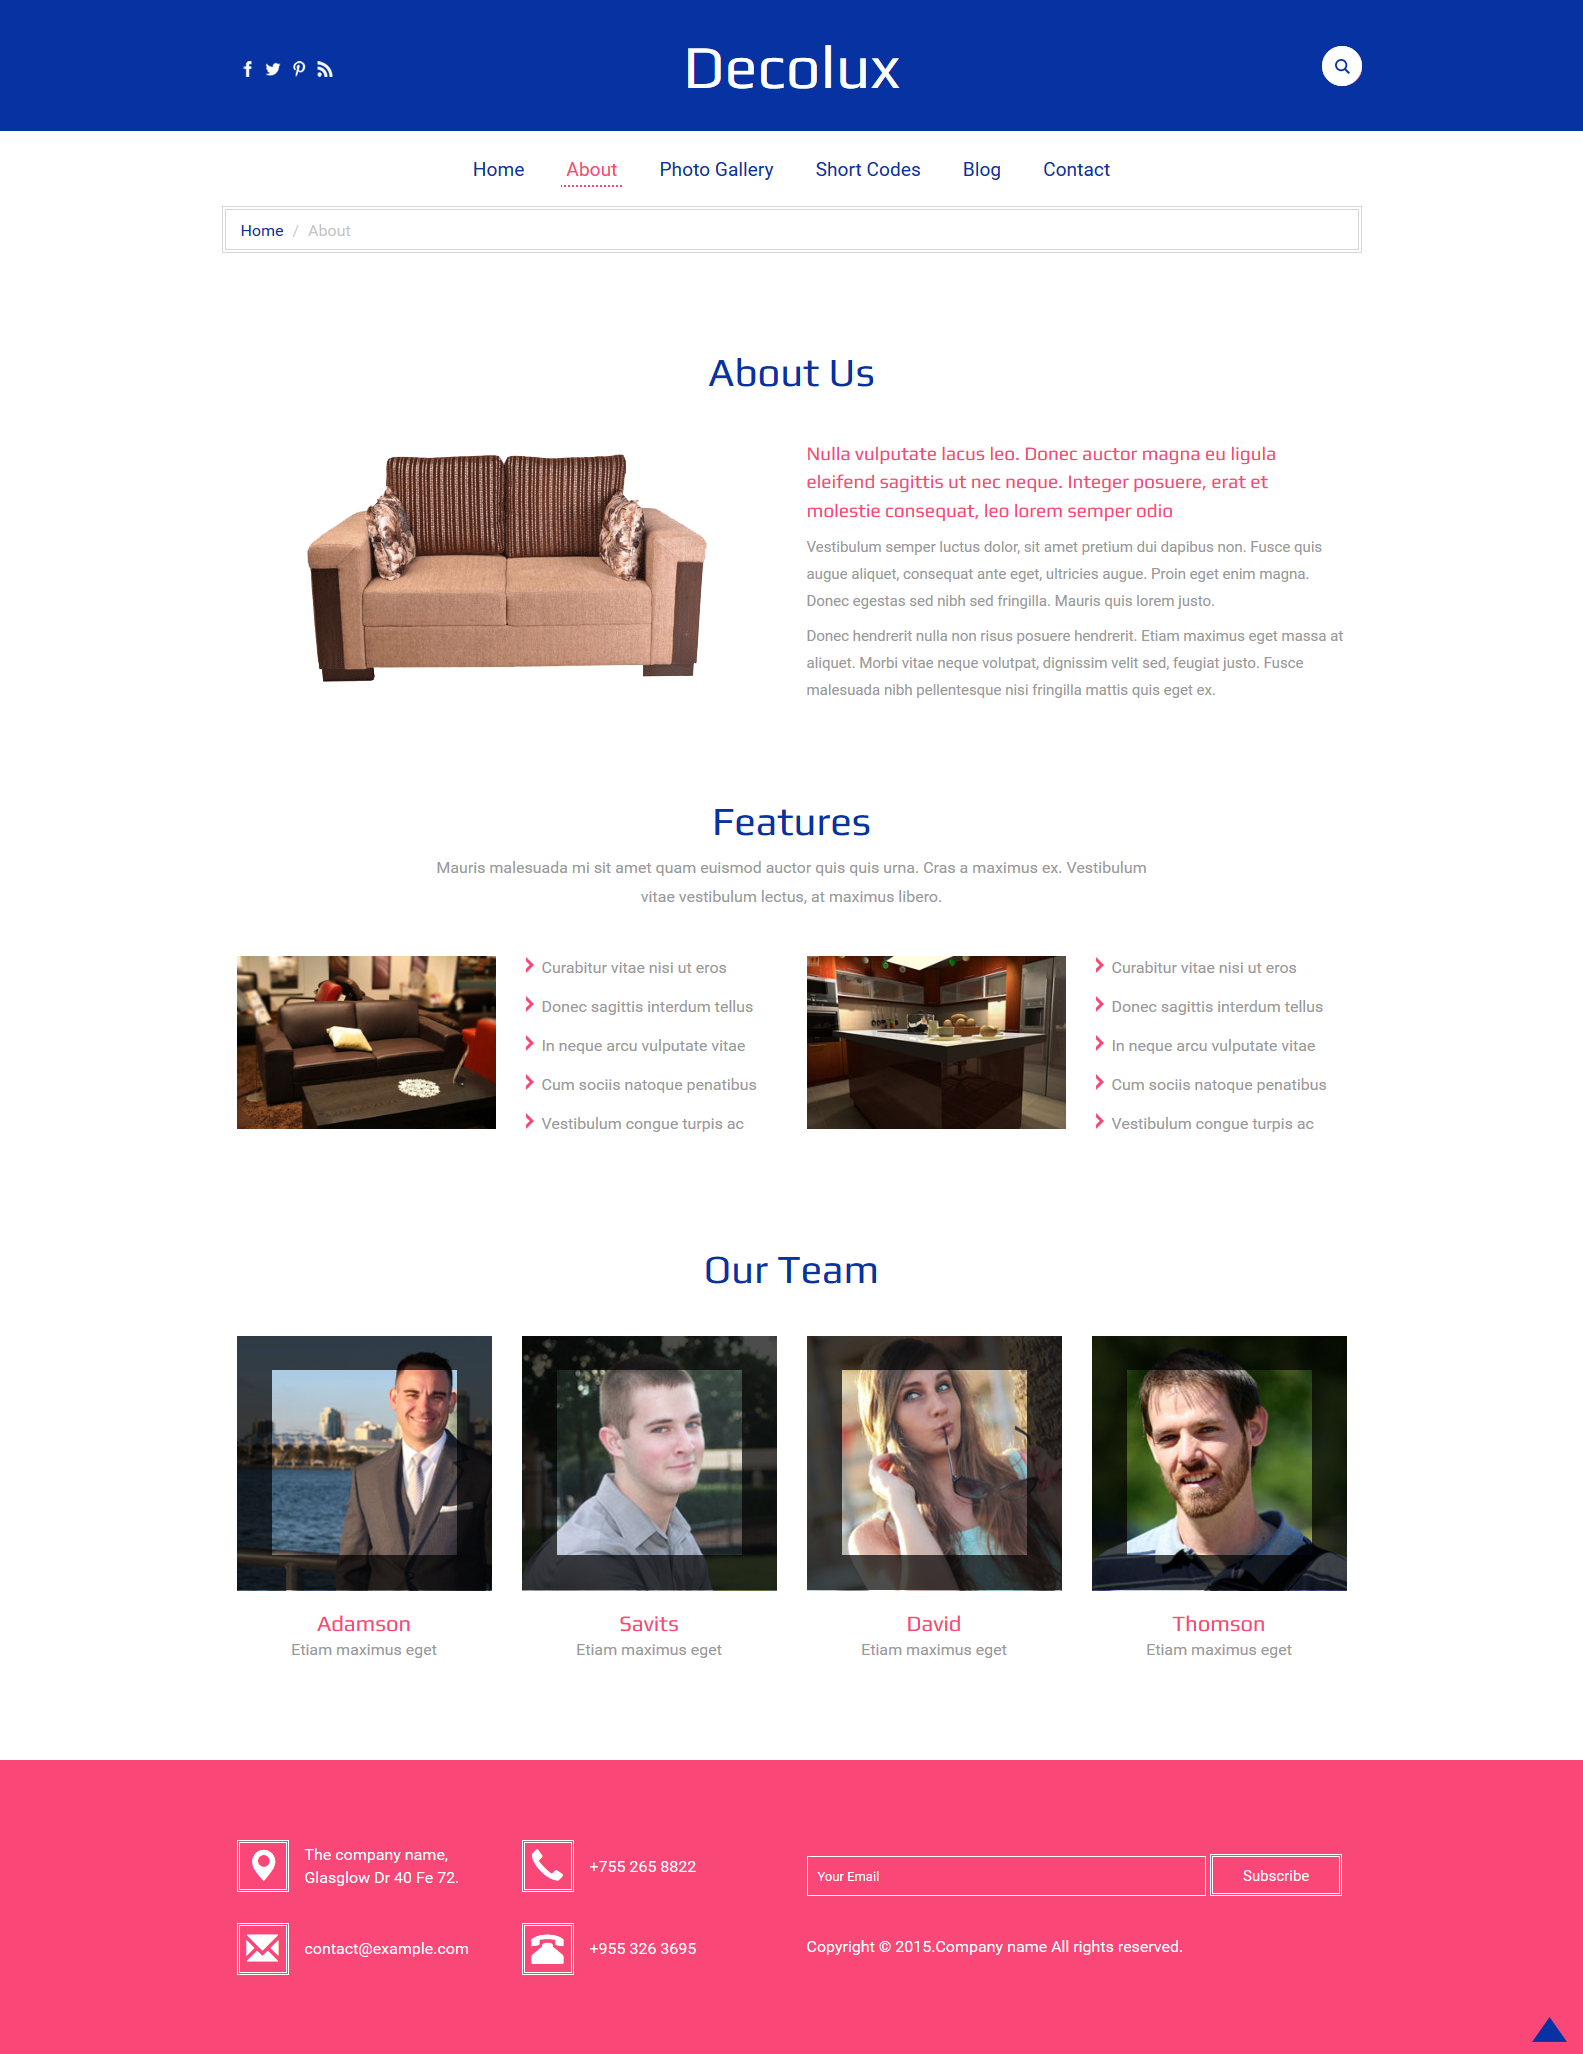 Decolux
Home About Photo Gallery Short Codes Blog Contact
Home / About
About Us
Nulla vulputate lacus leo. Donec auctor magna eu ligula
eleifend sagittis ut nec neque. Integer posuere, erat et
molestie consequat, leo lorem semper odio
Vestibulum semper luctus dolor, sit amet pretium dui dapibus non. Fusce quis
augue aliquet, consequat ante eget, ultricies augue. Proin eget enim magna.
Donec egestas sed nibh sed fringilla. Mauris quis lorem justo.
Donec hendrerit nulla non risus posuere hendrerit. Etiam maximus eget massa at
aliquet. Morbi vitae neque volutpat, dignissim velit sed, feugiat justo. Fusce
malesuada nibh pellentesque nisi fringilla mattis quis eget ex.
Features
Mauris malesuada mi sit amet quam euismod auctor quis quis urna. Cras a maximus ex. Vestibulum
vitae vestibulum lectus, at maximus libero.
Curabitur vitae nisi ut eros
Donec sagittis interdum tellus
In neque arcu vulputate vitae
Cum sociis natoque penatibus
Vestibulum congue turpis ac
Curabitur vitae nisi ut eros
Donec sagittis interdum tellus
In neque arcu vulputate vitae
Cum sociis natoque penatibus
Vestibulum congue turpis ac
Our Team
Adamson
Etiam maximus eget
Savits
Etiam maximus eget
David
Etiam maximus eget
Thomson
Etiam maximus eget
The company name,
Glasglow Dr 40 Fe 72.
+755 265 8822
contact@example.com
+955 326 3695
Your Email
Subscribe
Copyright © 2015.Company name All rights reserved.